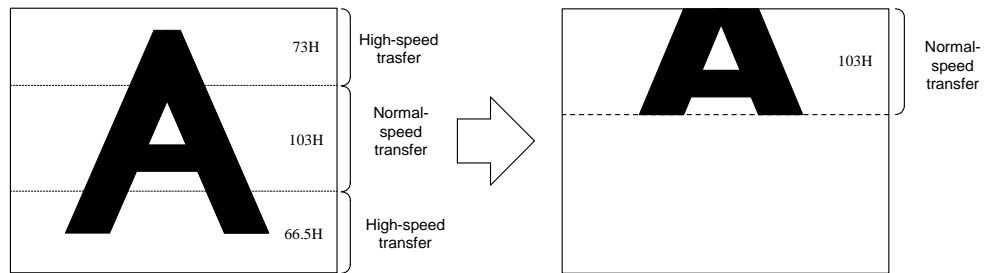 73H
High-speed
trasfer
103H
Normal-
speed
transfer
66.5H
High-speed
transfer
A
103H
Normal-
speed
transfer